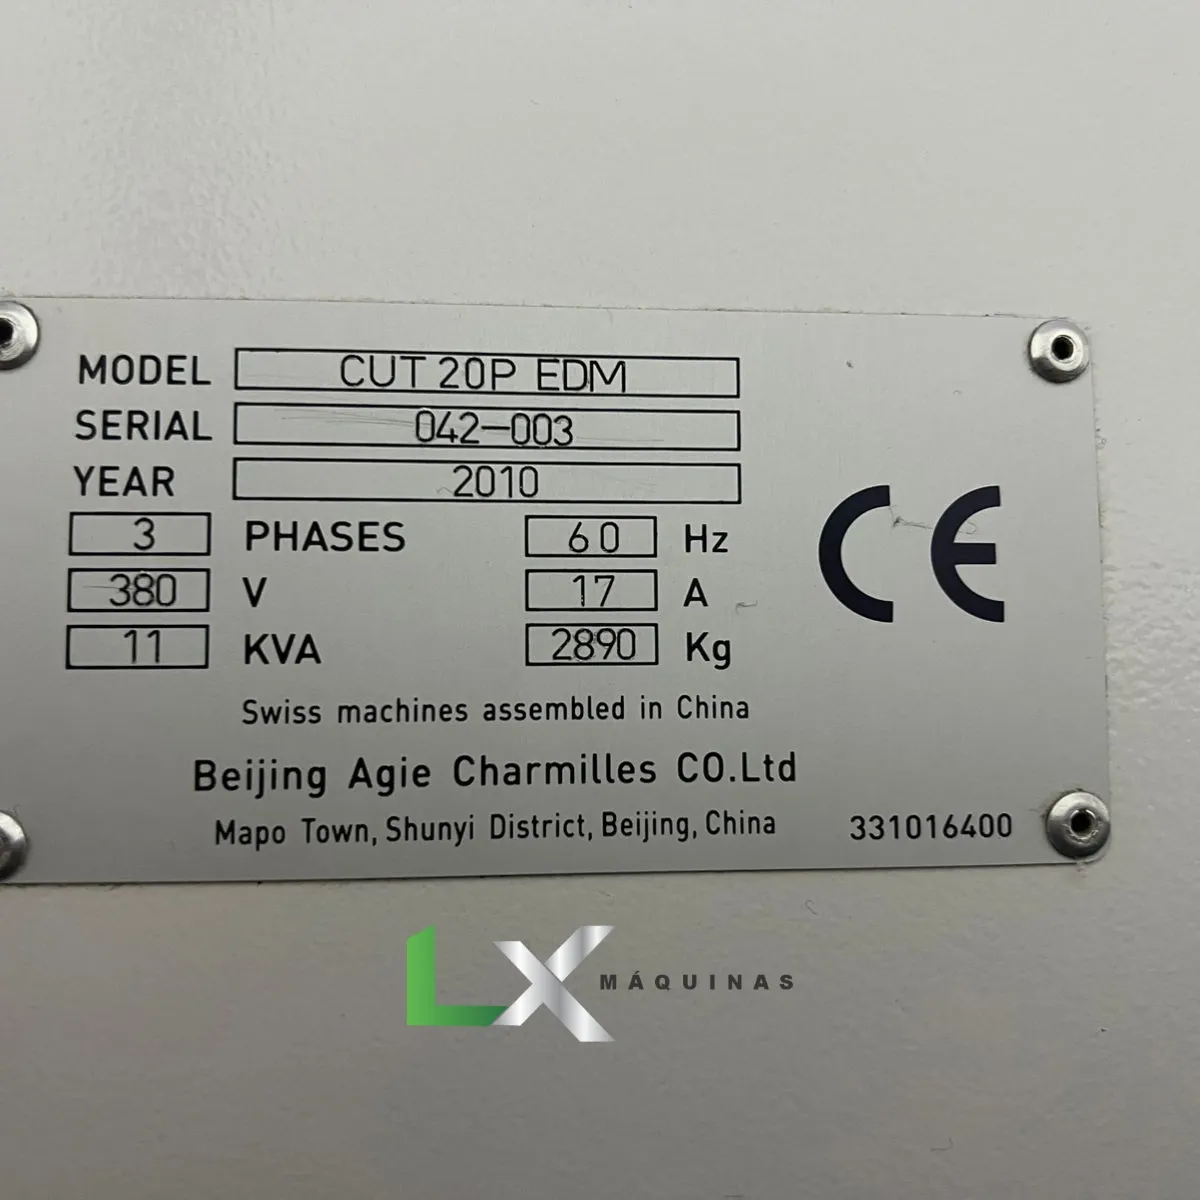 MODEL CUT 20P EDM
SERIAL 042-003
YEAR 2010
3 PHASES 60 Hz
380 V 17 A
11 KVA 2890 Kg
CE
Swiss machines assembled in China
Beijing Agie Charmilles CO.Ltd
Mapo Town, Shunyi District, Beijing, China 331016400
LX MÁQUINAS